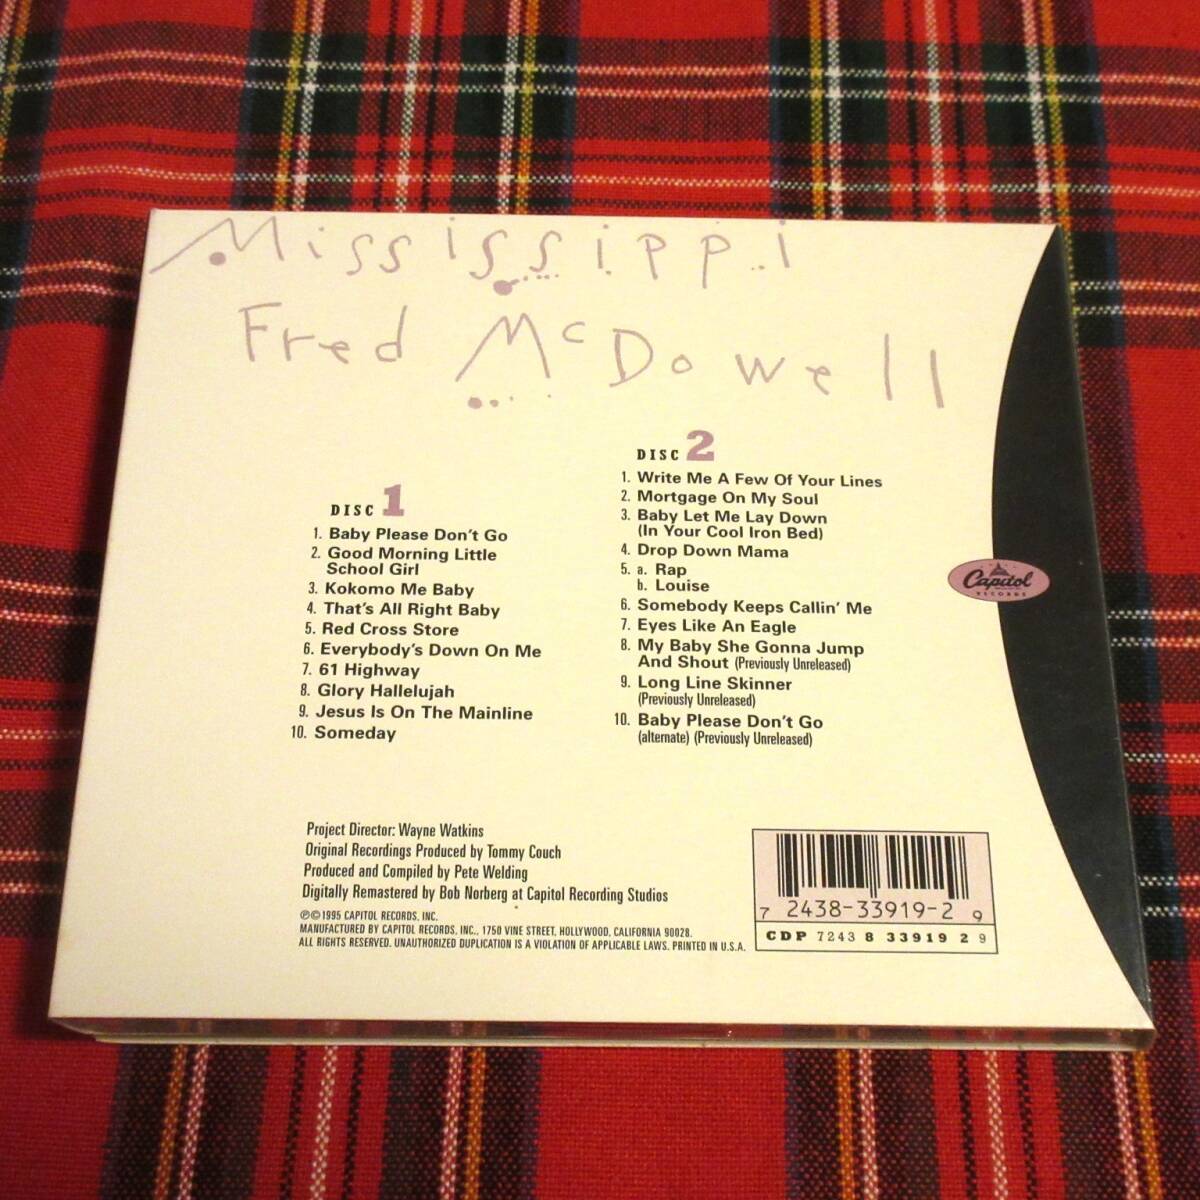 Mississippi
Fred McDowell
DISC 1
1. Baby Please Don't Go
2. Good Morning Little
School Girl
3. Kokomo Me Baby
4. That's All Right Baby
5. Red Cross Store
6. Everybody's Down On Me
7. 61 Highway
8. Glory Hallelujah
9. Jesus Is On The Mainline
10. Someday
DISC 2
1. Write Me A Few Of Your Lines
2. Mortgage On My Soul
3. Baby Let Me Lay Down
(In Your Cool Iron Bed)
4. Drop Down Mama
5. a. Rap
b. Louise
6. Somebody Keeps Callin' Me
7. Eyes Like An Eagle
8. My Baby She Gonna Jump
And Shout (Previously Unreleased)
9. Long Line Skinner
(Previously Unreleased)
10. Baby Please Don't Go
(alternate) (Previously Unreleased)
Capitol
RECORDS
Project Director: Wayne Watkins
Original Recordings Produced by Tommy Couch
Produced and Compiled by Pete Welding
Digitally Remastered by Bob Norberg at Capitol Recording Studios
℗©1995 CAPITOL RECORDS, INC.
MANUFACTURED BY CAPITOL RECORDS, INC., 1750 VINE STREET, HOLLYWOOD, CALIFORNIA 90028.
ALL RIGHTS RESERVED. UNAUTHORIZED DUPLICATION IS A VIOLATION OF APPLICABLE LAWS. PRINTED IN U.S.A.
7 2438-33919-2 9
CDP 7243 8 33919 2 9